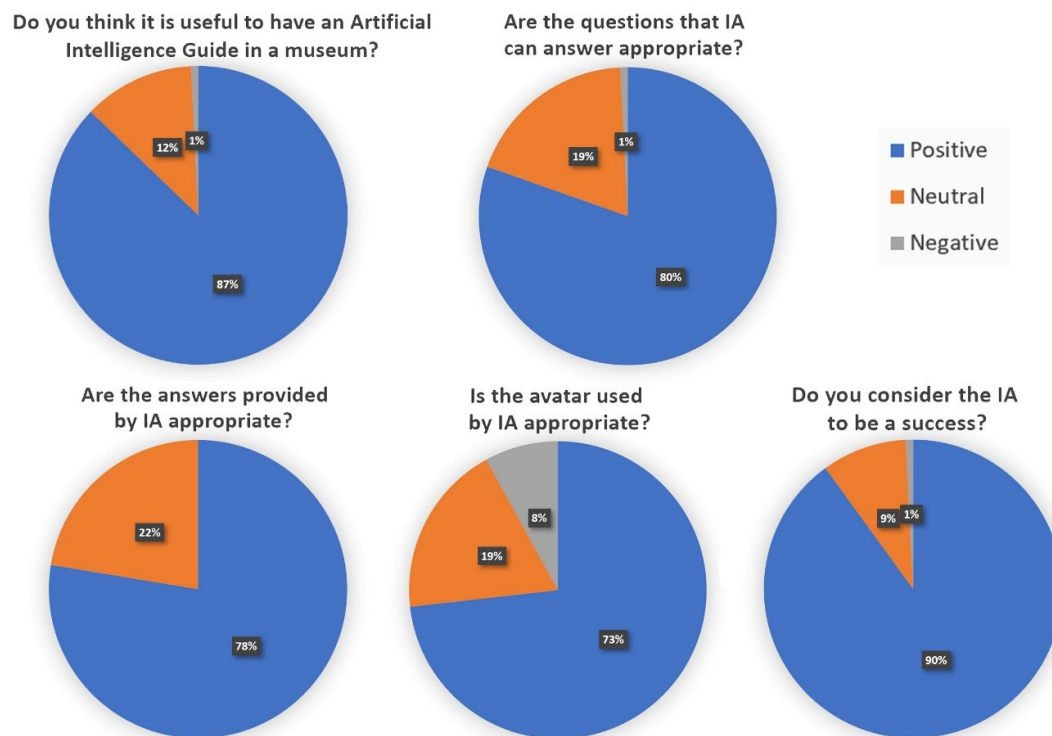 Do you think it is useful to have an Artificial
Intelligence Guide in a museum?
12%
1%
87%
Are the questions that IA
can answer appropriate?
19%
1%
80%
Positive
Neutral
Negative
Are the answers provided
by IA appropriate?
22%
78%
Is the avatar used
by IA appropriate?
8%
19%
73%
Do you consider the IA
to be a success?
9%
1%
90%